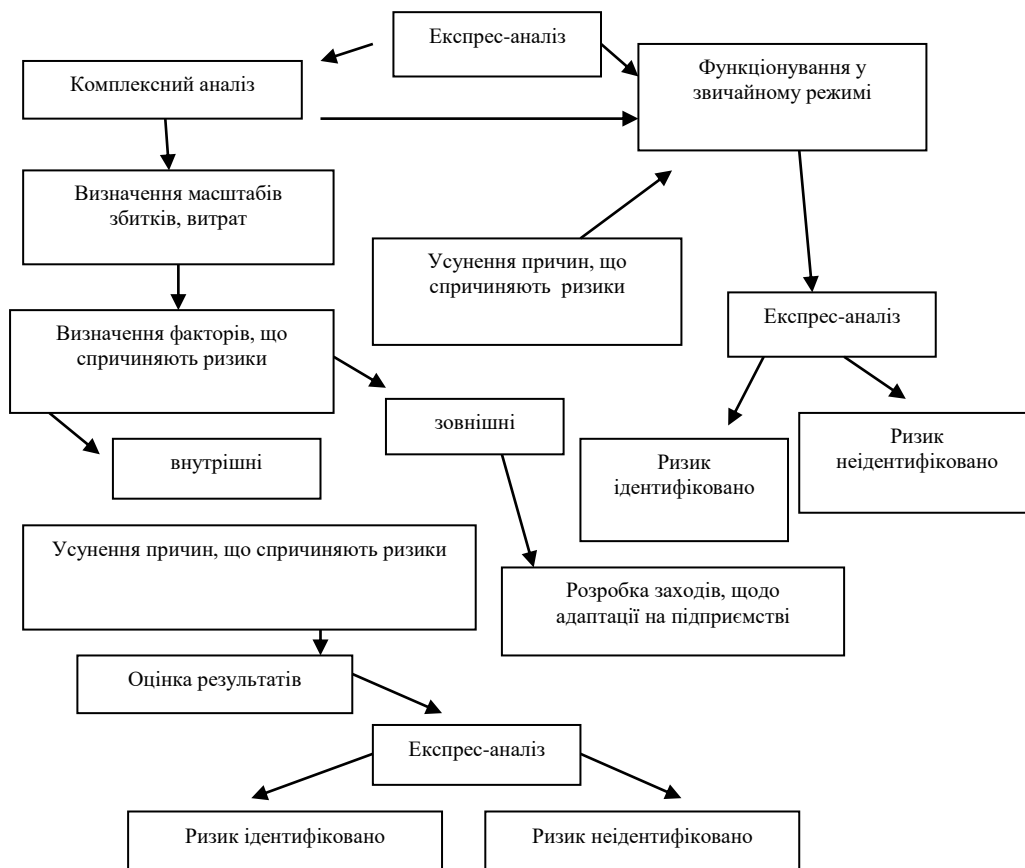 Експрес-аналіз
Комплексний аналіз
Функціонування у
звичайному режимі
Визначення масштабів
збитків, витрат
Усунення причин, що
спричиняють ризики
Визначення факторів, що
спричиняють ризики
Експрес-аналіз
зовнішні
внутрішні
Ризик
ідентифіковано
Ризик
неідентифіковано
Усунення причин, що спричиняють ризики
Розробка заходів, щодо
адаптації на підприємстві
Оцінка результатів
Експрес-аналіз
Ризик ідентифіковано
Ризик неідентифіковано